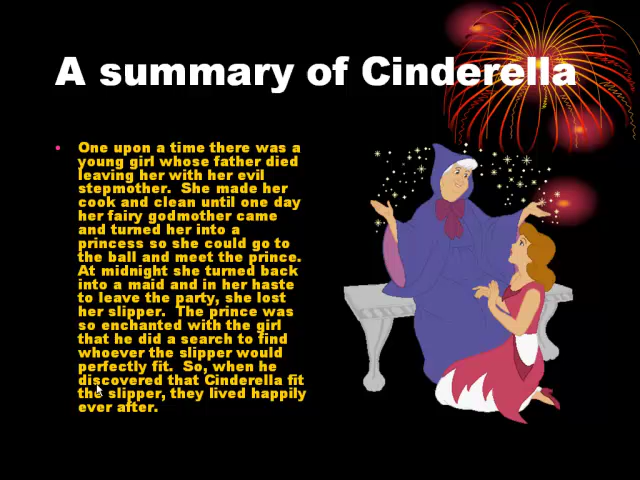 A summary of Cinderella
• One upon a time there was a
young girl whose father died
leaving her with her evil
stepmother.  She made her
cook and clean until one day
her fairy godmother came
and turned her into a
princess so she could go to
the ball and meet the prince.
At midnight she turned back
into a maid and in her haste
to leave the party, she lost
her slipper.  The prince was
so enchanted with the girl
that he did a search to find
whoever the slipper would
perfectly fit.  So, when he
discovered that Cinderella fit
the slipper, they lived happily
ever after.